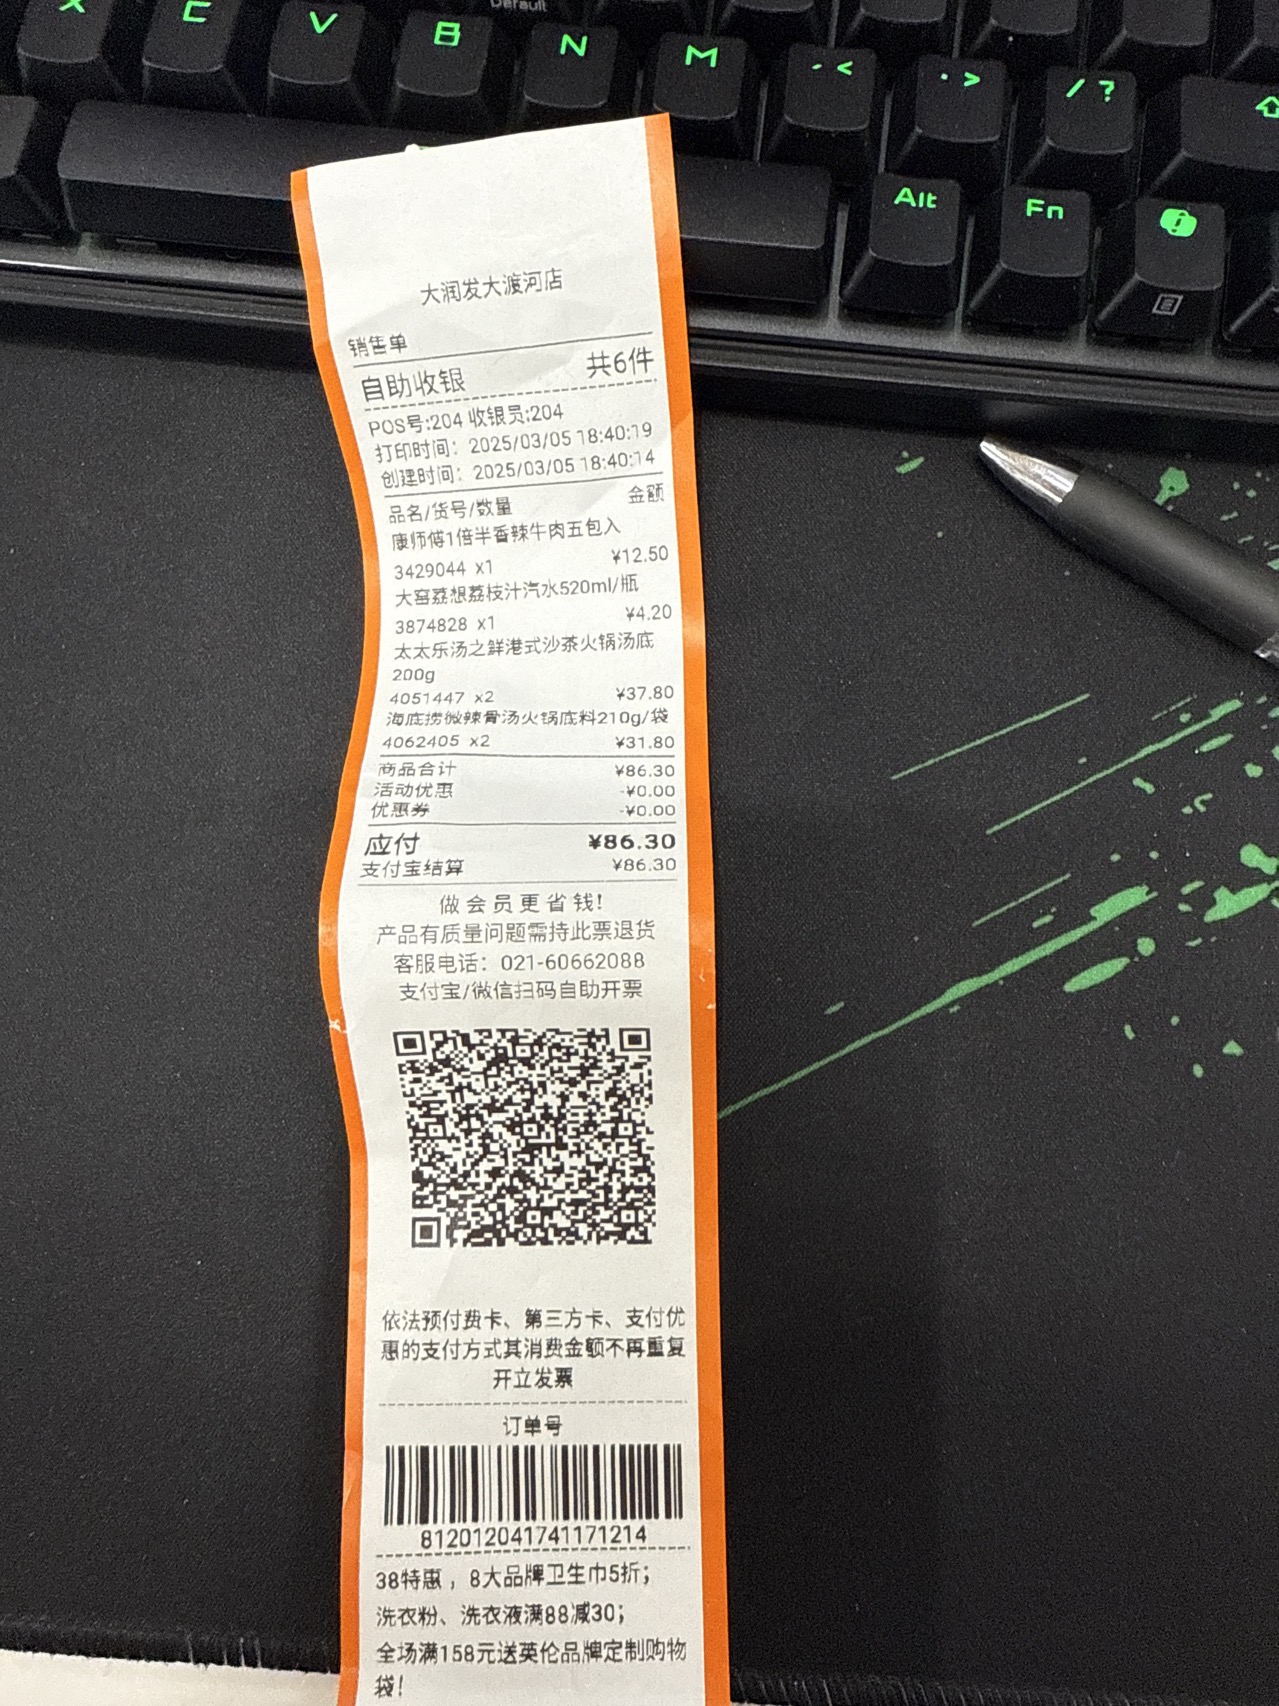 X C V B N M , < . > / ?
Default
Alt Fn
大润发大渡河店
销售单
自助收银 共6件
POS号:204 收银员:204
打印时间： 2025/03/05 18:40:19
创建时间： 2025/03/05 18:40:14
品名/货号/数量 金额
康师傅1倍半香辣牛肉五包入
3429044 x1 ¥12.50
大窑荔想荔枝汁汽水520ml/瓶
3874828 x1 ¥4.20
太太乐汤之鲜港式沙茶火锅汤底
200g
4051447 x2 ¥37.80
海底捞微辣骨汤火锅底料210g/袋
4062405 x2 ¥31.80
商品合计 ¥86.30
活动优惠 -¥0.00
优惠券 -¥0.00
应付 ¥86.30
支付宝结算 ¥86.30
做会员更省钱!
产品有质量问题需持此票退货
客服电话： 021-60662088
支付宝/微信扫码自助开票
依法预付费卡、第三方卡、支付优
惠的支付方式其消费金额不再重复
开立发票
订单号
812012041741171214
38特惠，8大品牌卫生巾5折；
洗衣粉、洗衣液满88减30；
全场满158元送英伦品牌定制购物
袋！